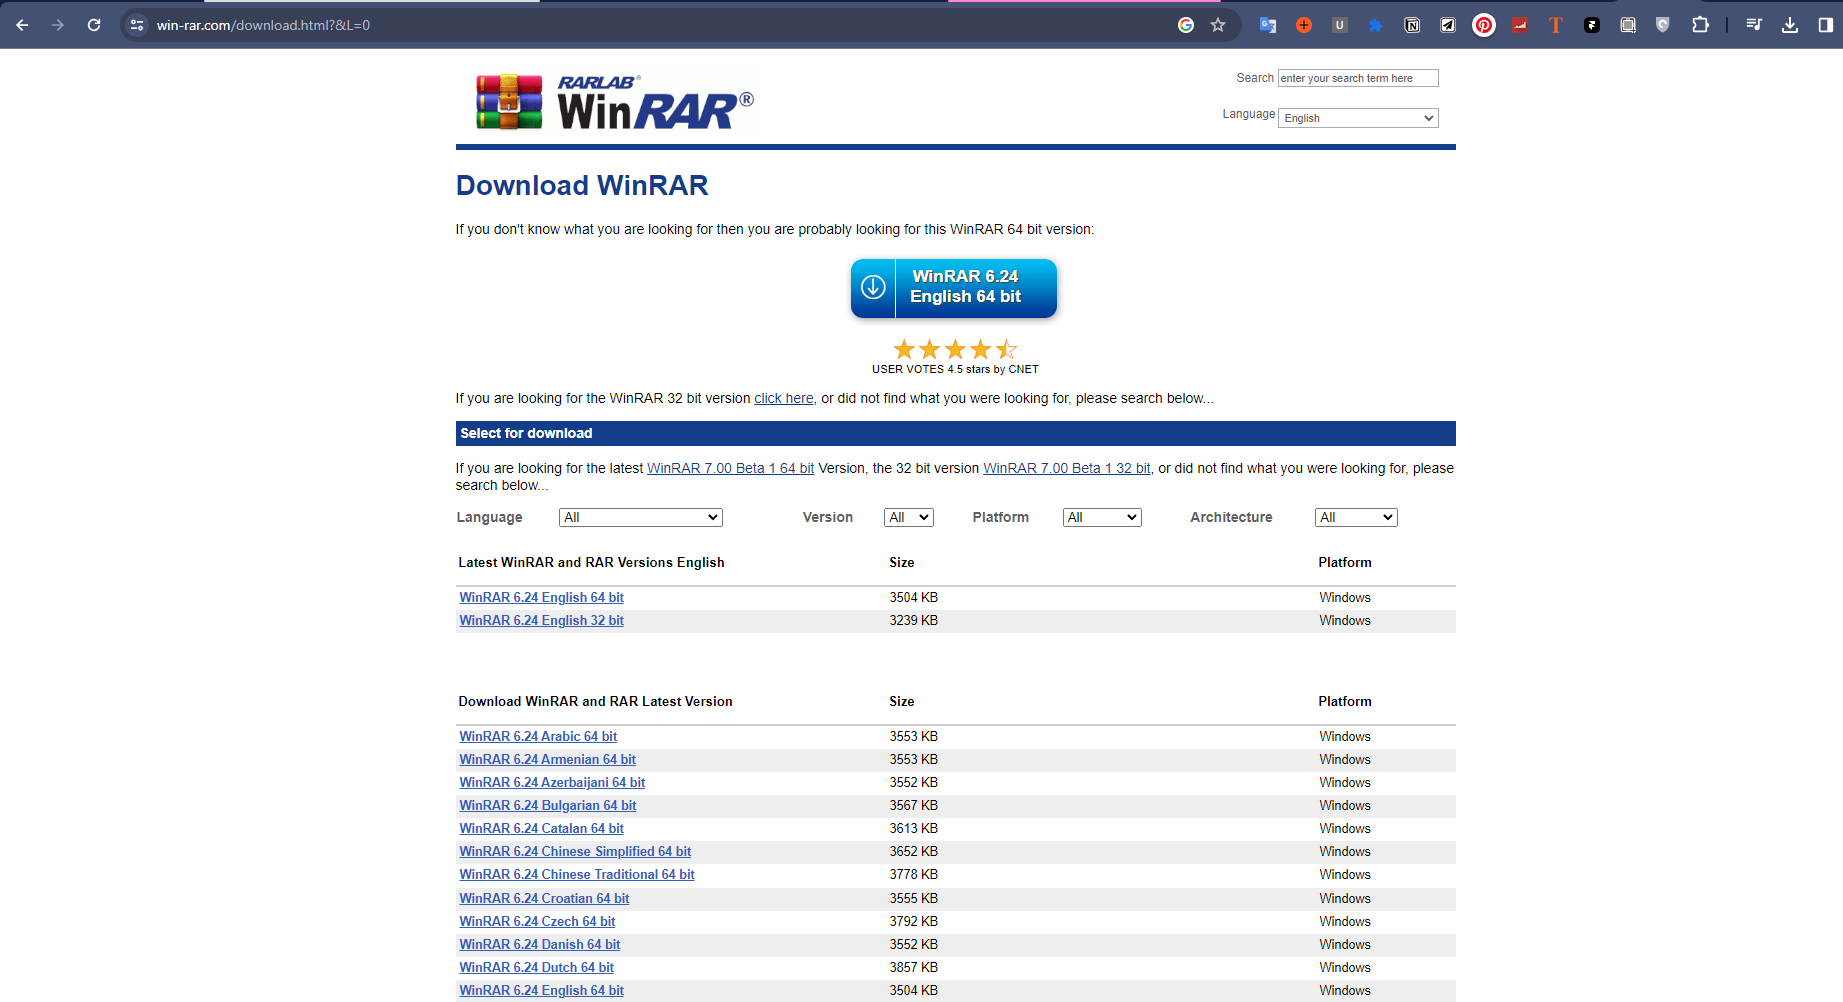 win-rar.com/download.html?&L=0
RARLAB®
WinRAR®
Search enter your search term here
Language English
Download WinRAR
If you don't know what you are looking for then you are probably looking for this WinRAR 64 bit version:
WinRAR 6.24
English 64 bit
USER VOTES 4.5 stars by CNET
If you are looking for the WinRAR 32 bit version click here, or did not find what you were looking for, please search below...
Select for download
If you are looking for the latest WinRAR 7.00 Beta 1 64 bit Version, the 32 bit version WinRAR 7.00 Beta 1 32 bit, or did not find what you were looking for, please
search below...
Language All Version All Platform All Architecture All
Latest WinRAR and RAR Versions English Size Platform
WinRAR 6.24 English 64 bit 3504 KB Windows
WinRAR 6.24 English 32 bit 3239 KB Windows
Download WinRAR and RAR Latest Version Size Platform
WinRAR 6.24 Arabic 64 bit 3553 KB Windows
WinRAR 6.24 Armenian 64 bit 3553 KB Windows
WinRAR 6.24 Azerbaijani 64 bit 3552 KB Windows
WinRAR 6.24 Bulgarian 64 bit 3567 KB Windows
WinRAR 6.24 Catalan 64 bit 3613 KB Windows
WinRAR 6.24 Chinese Simplified 64 bit 3652 KB Windows
WinRAR 6.24 Chinese Traditional 64 bit 3778 KB Windows
WinRAR 6.24 Croatian 64 bit 3555 KB Windows
WinRAR 6.24 Czech 64 bit 3792 KB Windows
WinRAR 6.24 Danish 64 bit 3552 KB Windows
WinRAR 6.24 Dutch 64 bit 3857 KB Windows
WinRAR 6.24 English 64 bit 3504 KB Windows